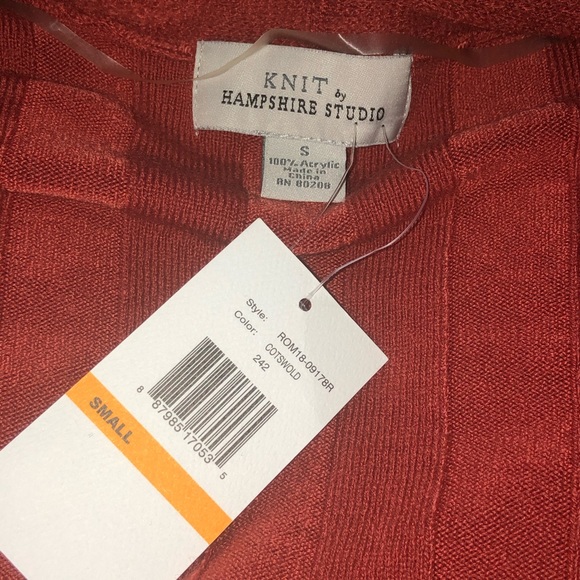 KNIT by
HAMPSHIRE STUDIO
S
100% Acrylic
Made in
China
RN 80208
Style: ROM18-09178R
Color: COTSWOLD
242
8 87985 17053 5
SMALL